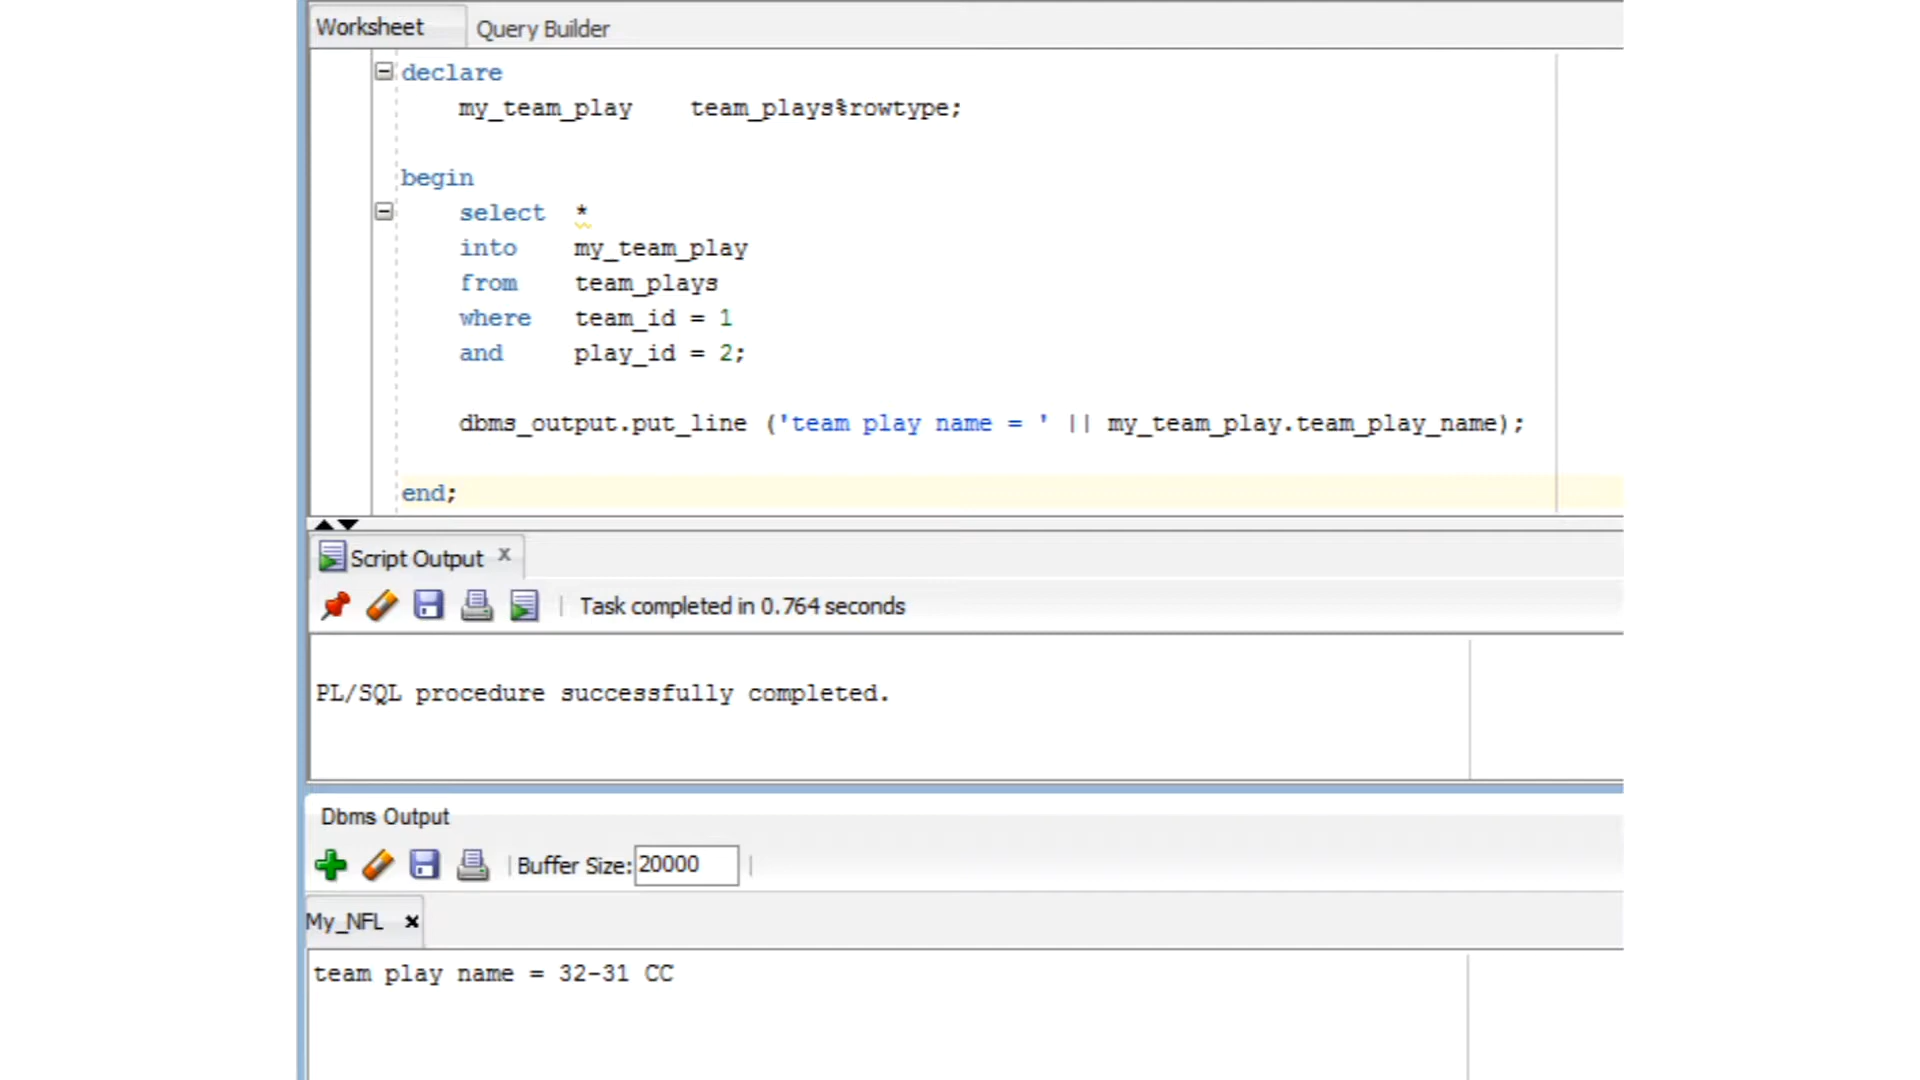 Worksheet Query Builder
declare
my_team_play team_plays%rowtype;
begin
select *
into my_team_play
from team_plays
where team_id = 1
and play_id = 2;
dbms_output.put_line ('team play name = ' || my_team_play.team_play_name);
end;
Script Output x
Task completed in 0.764 seconds
PL/SQL procedure successfully completed.
Dbms Output
Buffer Size: 20000
My_NFL x
team play name = 32-31 CC